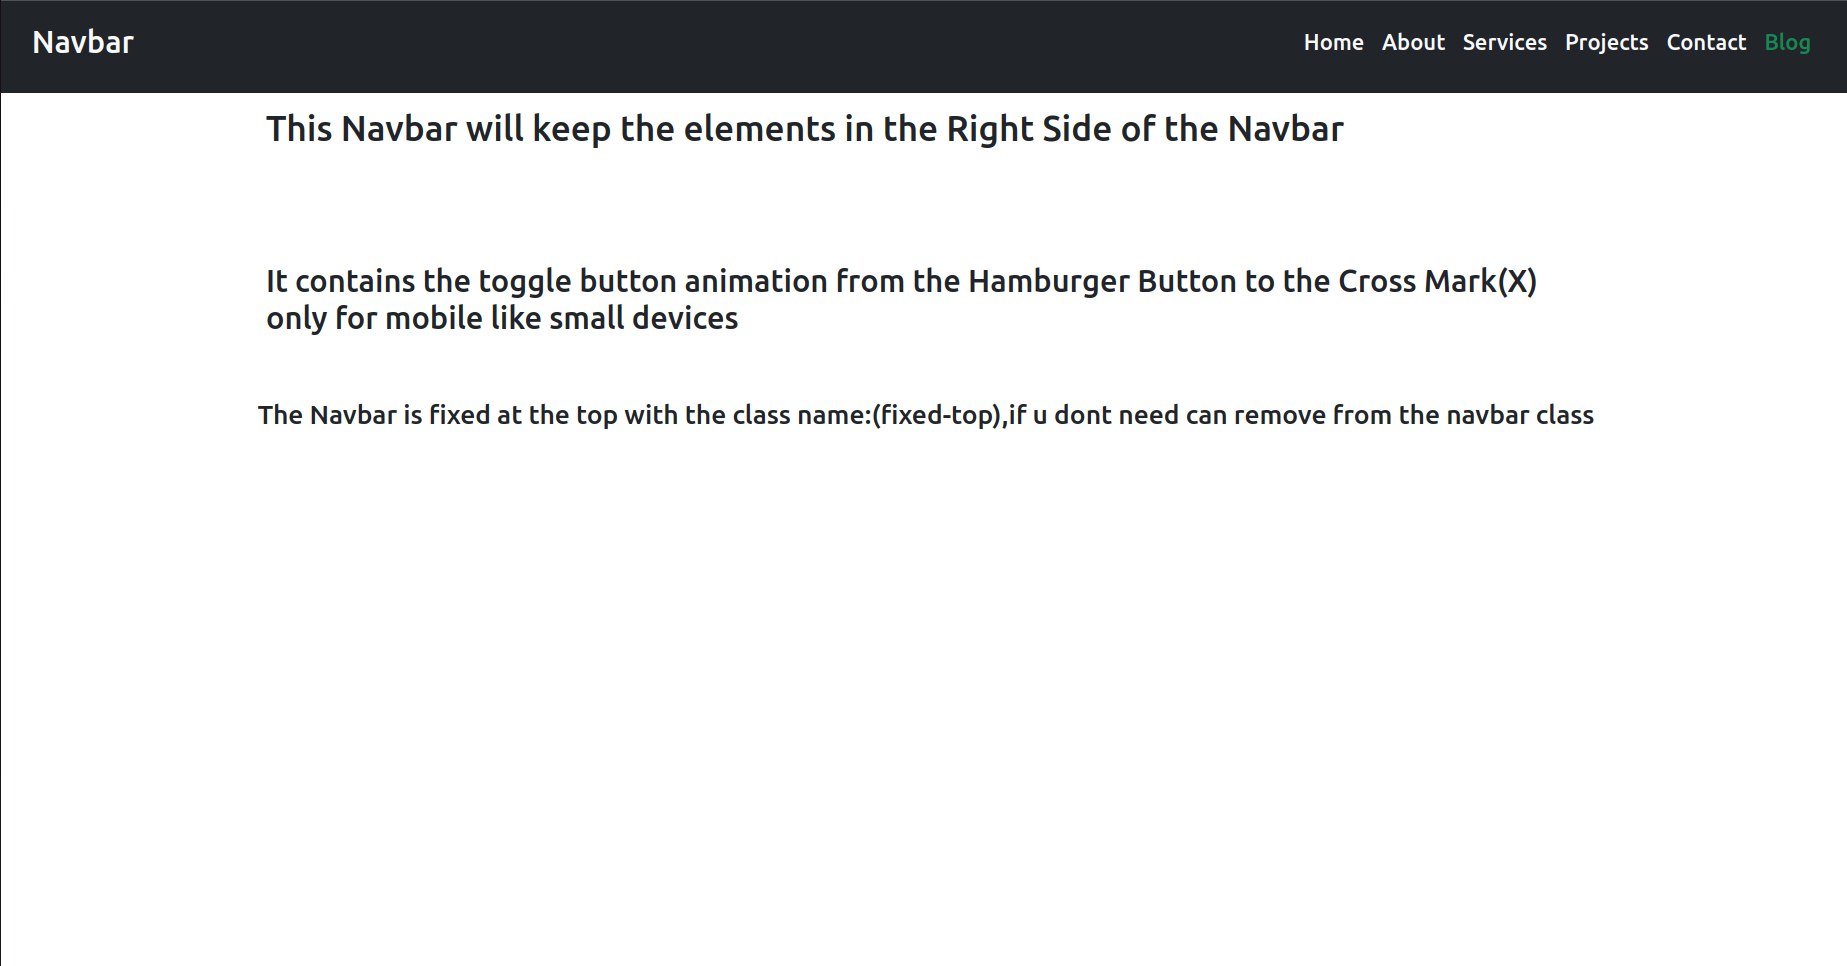 Navbar
Home About Services Projects Contact Blog
This Navbar will keep the elements in the Right Side of the Navbar
It contains the toggle button animation from the Hamburger Button to the Cross Mark(X)
only for mobile like small devices
The Navbar is fixed at the top with the class name:(fixed-top),if u dont need can remove from the navbar class